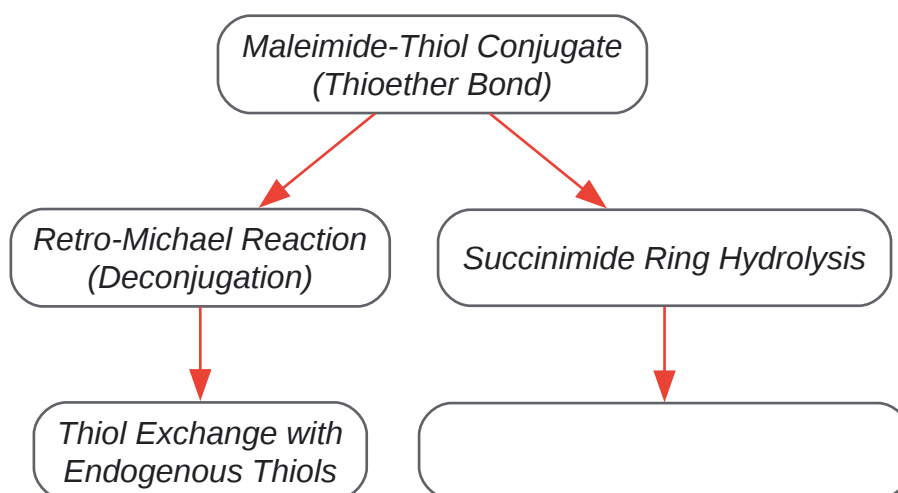 Maleimide-Thiol Conjugate
(Thioether Bond)
Retro-Michael Reaction
(Deconjugation)
Succinimide Ring Hydrolysis
Thiol Exchange with
Endogenous Thiols